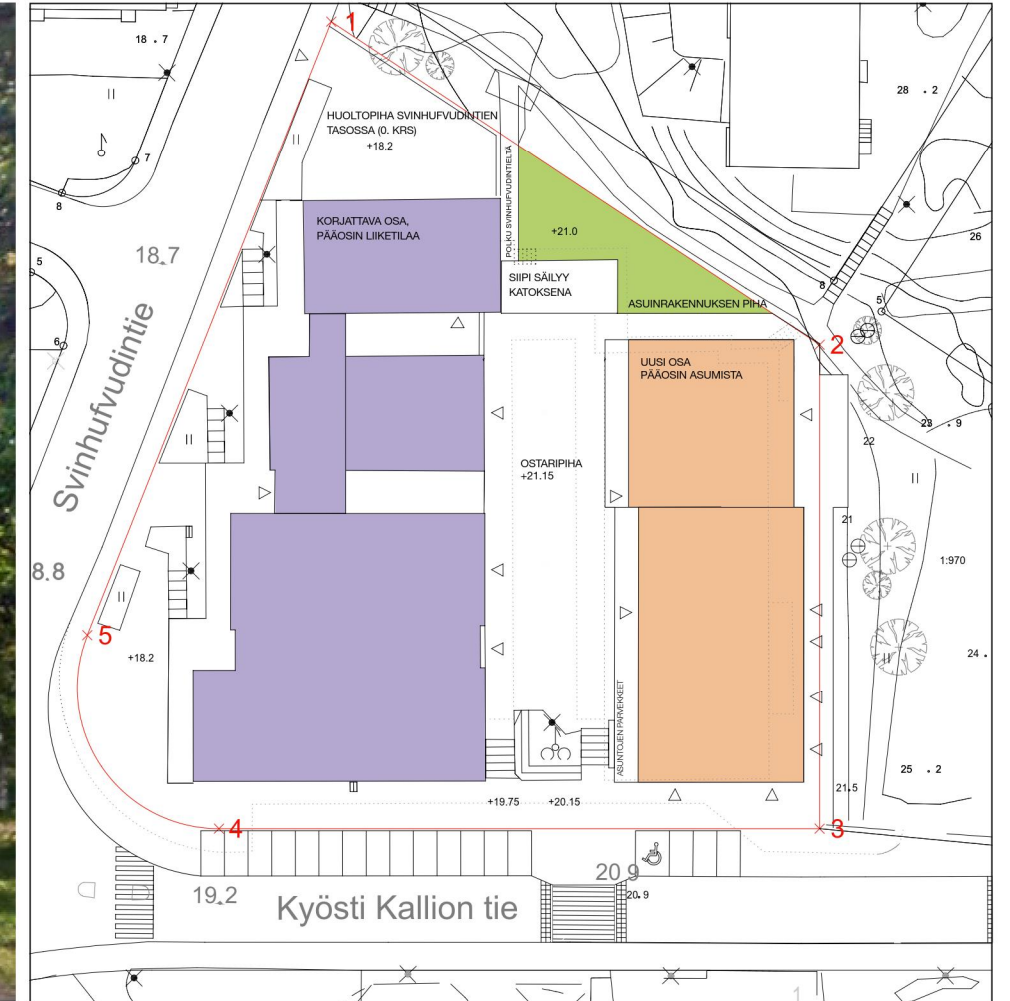 1
18 . 7
28 . 2
HUOLTOPIHA SVINHUFVUDINTIEN
TASOSSA (0. KRS)
+18.2
II
II
7
8
POLKU SVINHUFVUDINTIELTÄ
KORJATTAVA OSA,
PÄÄOSIN LIIKETILAA
+21.0
26
18.7
5
SIIPI SÄILYY
KATOKSENA
8
5
ASUINRAKENNUKSEN PIHA
6
2
UUSI OSA
PÄÄOSIN ASUMISTA
Svinhufvudintie
23 . 9
22
II
OSTARIPIHA
+21.15
II
21
1:970
8.8
II
5
+18.2
II
24 .
ASUNTOJEN PARVEKKEET
25 . 2
21.5
+19.75
+20.15
4
3
20 9
19.2
20. 9
Kyösti Kallion tie
1